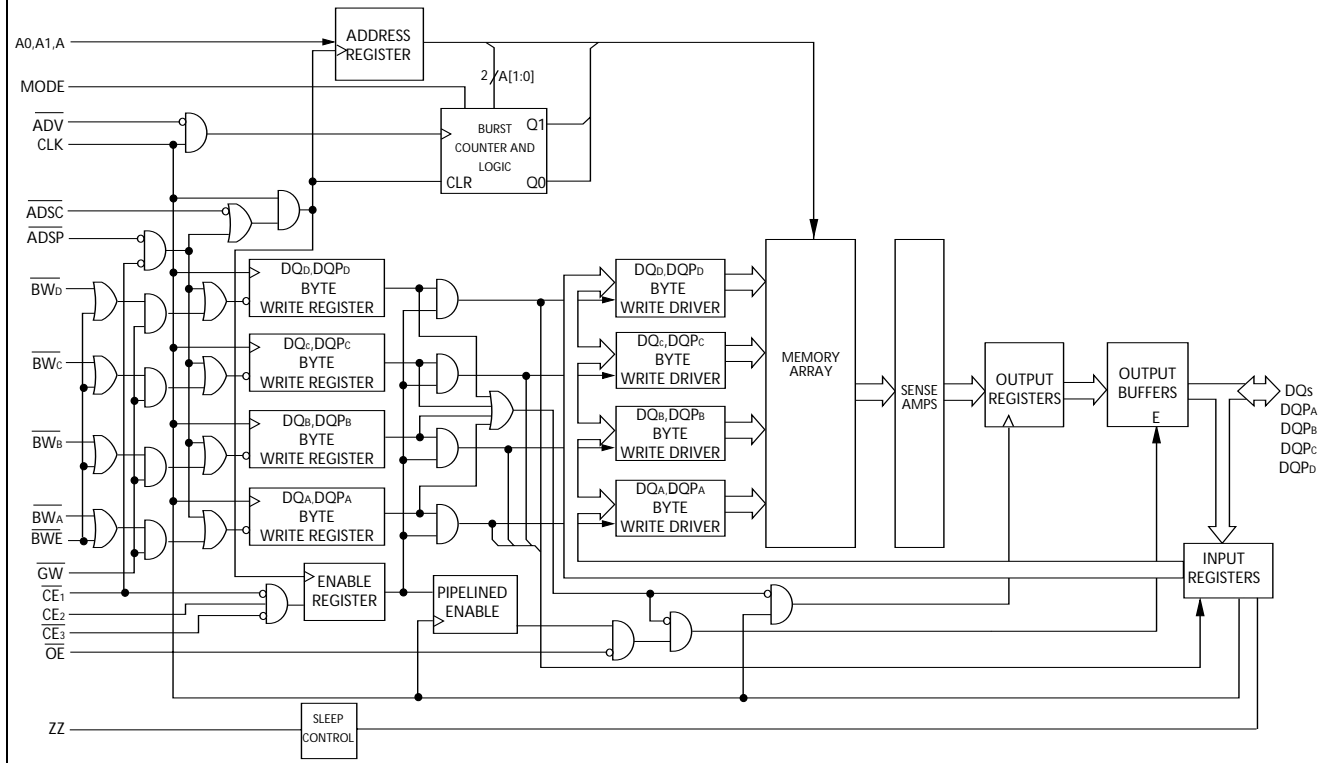 A0,A1,A
ADDRESS
REGISTER
2 A[1:0]
MODE
ADV
CLK
BURST
COUNTER AND
LOGIC
Q1
CLR
Q0
ADSC
ADSP
BWD
DQD,DQPD
BYTE
WRITE REGISTER
DQD,DQPD
BYTE
WRITE DRIVER
BWC
DQc,DQPC
BYTE
WRITE REGISTER
DQc,DQPC
BYTE
WRITE DRIVER
BWB
DQB,DQPB
BYTE
WRITE REGISTER
DQB,DQPB
BYTE
WRITE DRIVER
BWA
BWE
DQA,DQPA
BYTE
WRITE REGISTER
DQA,DQPA
BYTE
WRITE DRIVER
MEMORY
ARRAY
SENSE
AMPS
OUTPUT
REGISTERS
OUTPUT
BUFFERS
E
DQs
DQPA
DQPB
DQPC
DQPD
INPUT
REGISTERS
GW
CE1
CE2
CE3
OE
ENABLE
REGISTER
PIPELINED
ENABLE
ZZ
SLEEP
CONTROL